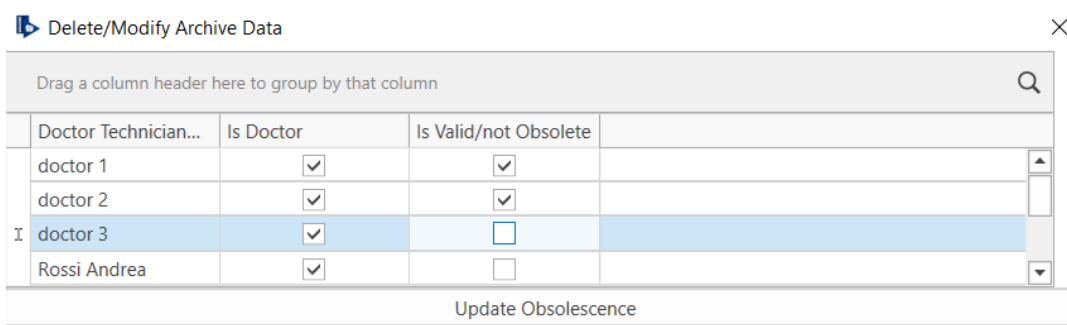 Delete/Modify Archive Data
Drag a column header here to group by that column
Doctor Technician... Is Doctor Is Valid/not Obsolete
doctor 1
doctor 2
doctor 3
Rossi Andrea
Update Obsolescence